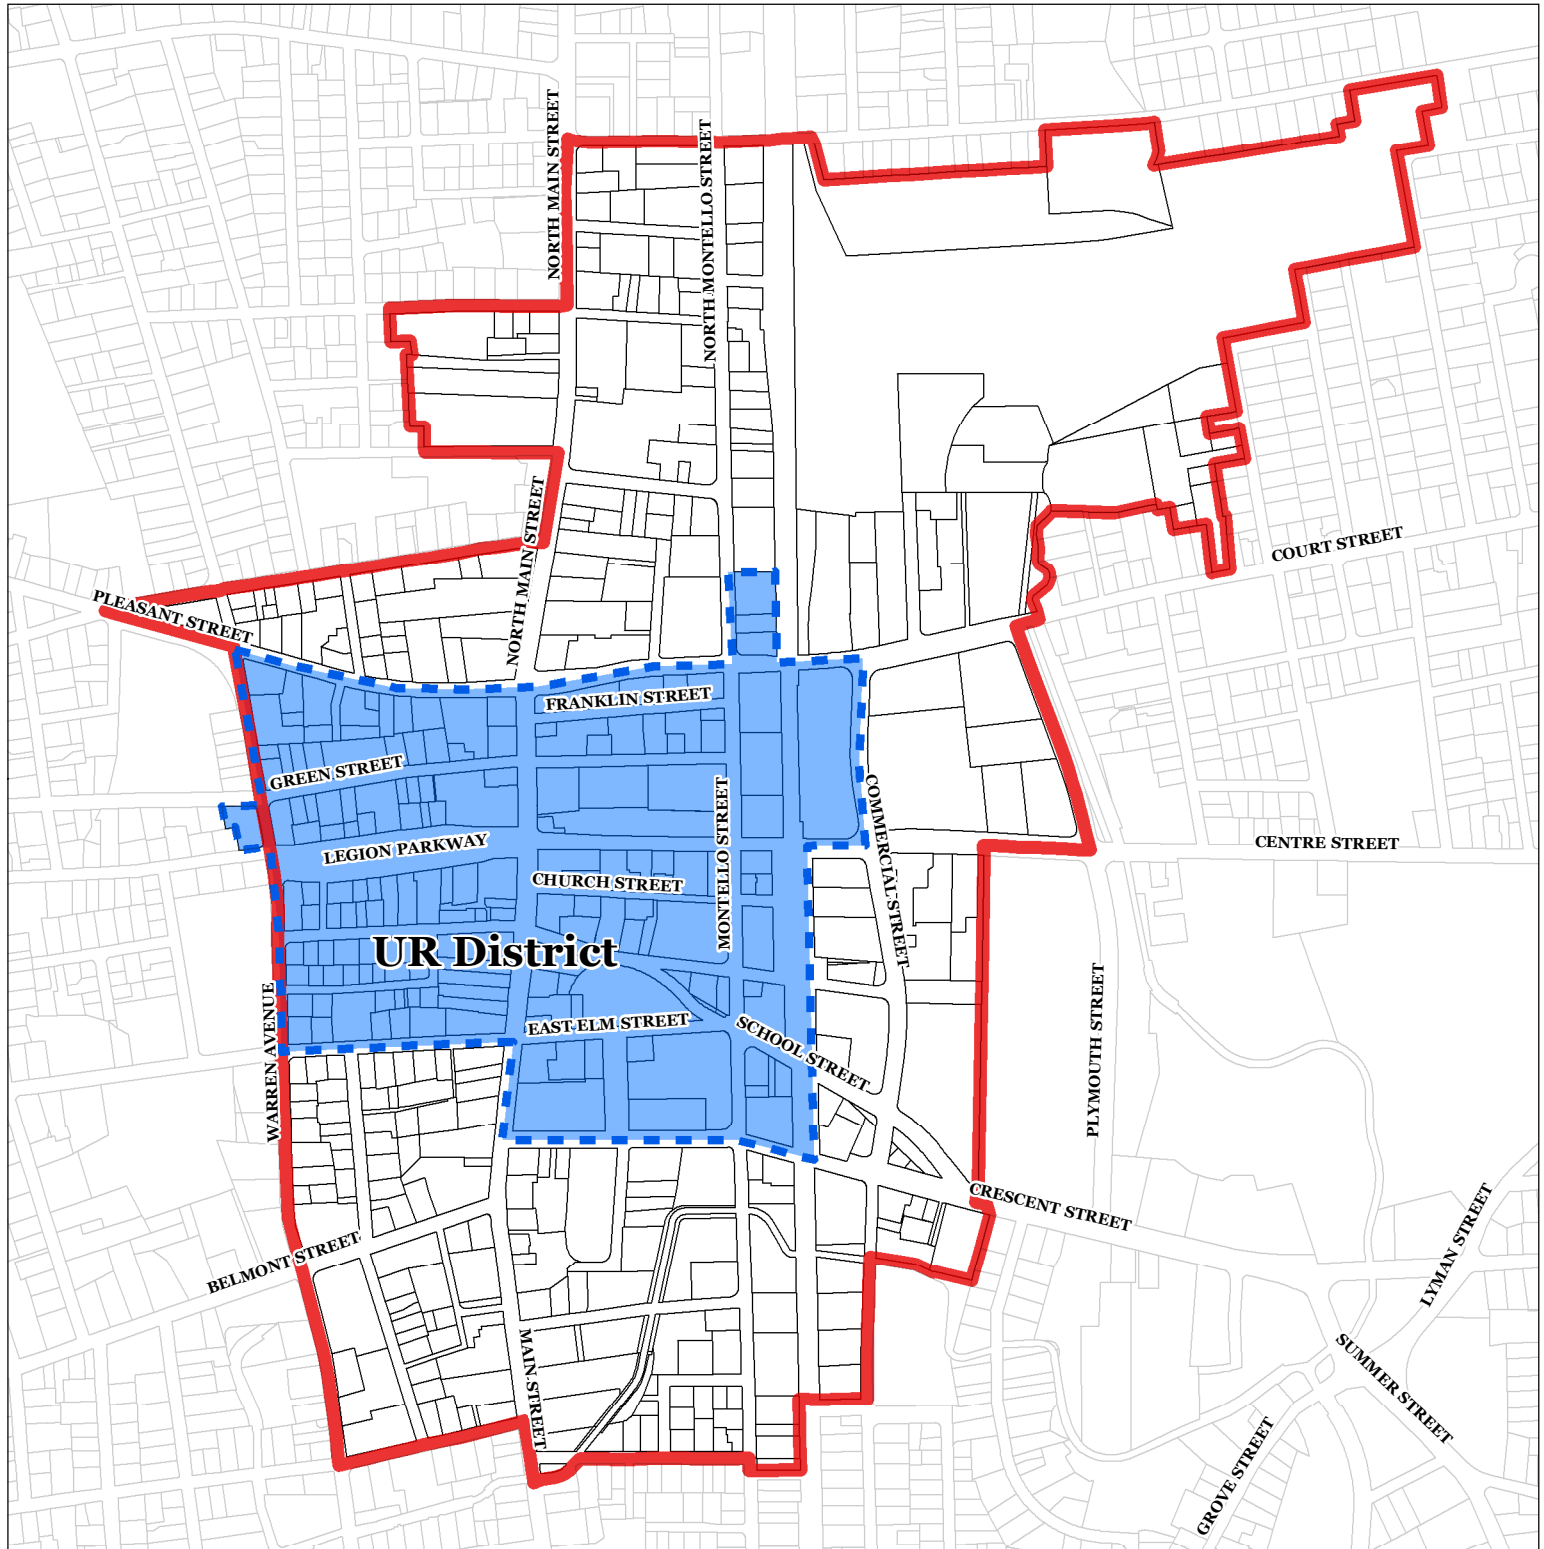 NORTH MAIN STREET
NORTH MONTELLO STREET
NORTH MAIN STREET
COURT STREET
PLEASANT STREET
FRANKLIN STREET
GREEN STREET
COMMERCIAL STREET
MONTELLO STREET
LEGION PARKWAY
CENTRE STREET
CHURCH STREET
UR District
WARREN AVENUE
EAST ELM STREET
SCHOOL STREET
PLYMOUTH STREET
CRESCENT STREET
BELMONT STREET
LYMAN STREET
MAIN STREET
SUMMER STREET
GROVE STREET